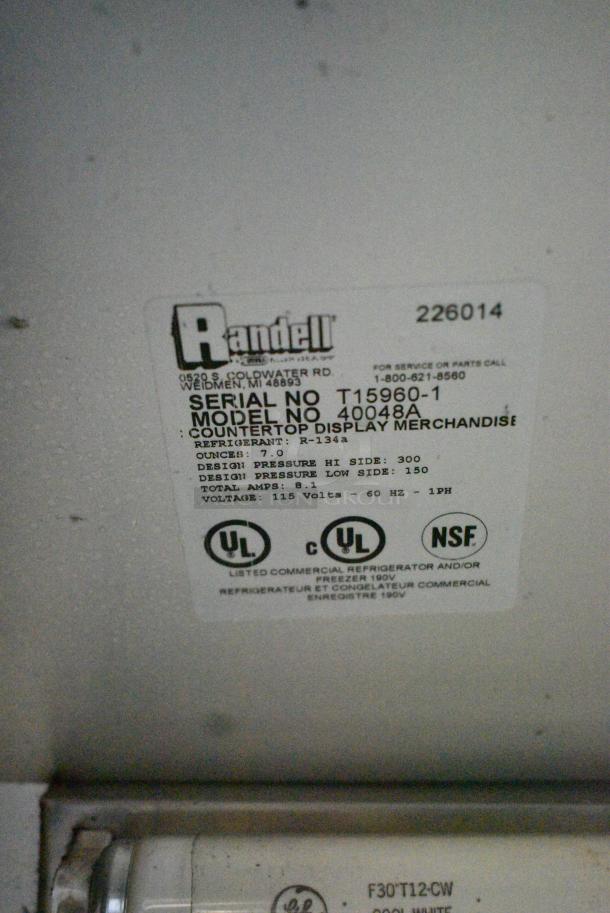 Randell
226014
0520 S. COLDWATER RD.
WEIDMEN, MI 48893
FOR SERVICE OR PARTS CALL
1-800-621-8560
SERIAL NO T15960-1
MODEL NO 40048A
: COUNTERTOP DISPLAY MERCHANDISE
REFRIGERANT: R-134a
OUNCES: 7.0
DESIGN PRESSURE HI SIDE: 300
DESIGN PRESSURE LOW SIDE: 150
TOTAL AMPS: 8.1
VOLTAGE: 115 Volts - 60 HZ - 1PH
GROUP
UL
C UL
NSF
LISTED COMMERCIAL REFRIGERATOR AND/OR
FREEZER 190V
REFRIGERATEUR ET CONGELATEUR COMMERCIAL
ENREGISTRE 190V
GE
F30T12·CW
COOL WHITE